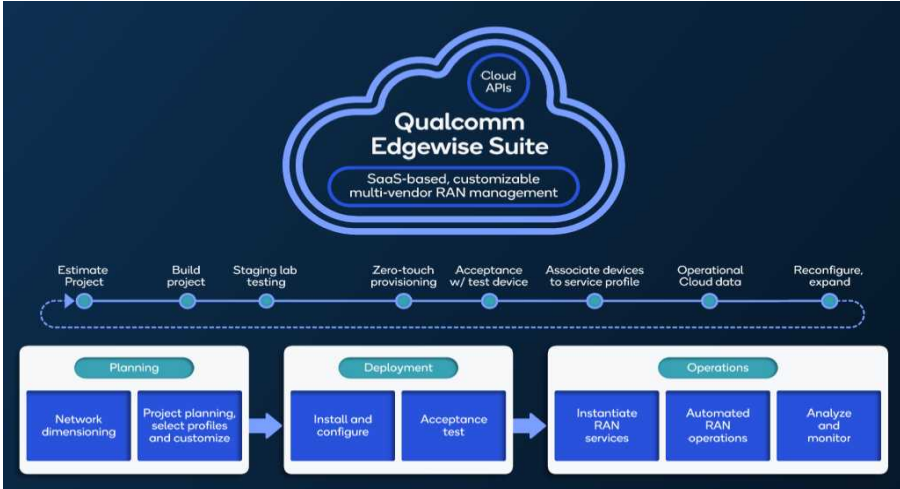 Cloud
APIs
Qualcomm
Edgewise Suite
SaaS-based, customizable
multi-vendor RAN management
Estimate
Project
Build
project
Staging lab
testing
Zero-touch
provisioning
Acceptance
w/ test device
Associate devices
to service profile
Operational
Cloud data
Reconfigure,
expand
Planning
Network
dimensioning
Project planning,
select profiles
and customize
Deployment
Install and
configure
Acceptance
test
Operations
Instantiate
RAN
services
Automated
RAN
operations
Analyze
and
monitor